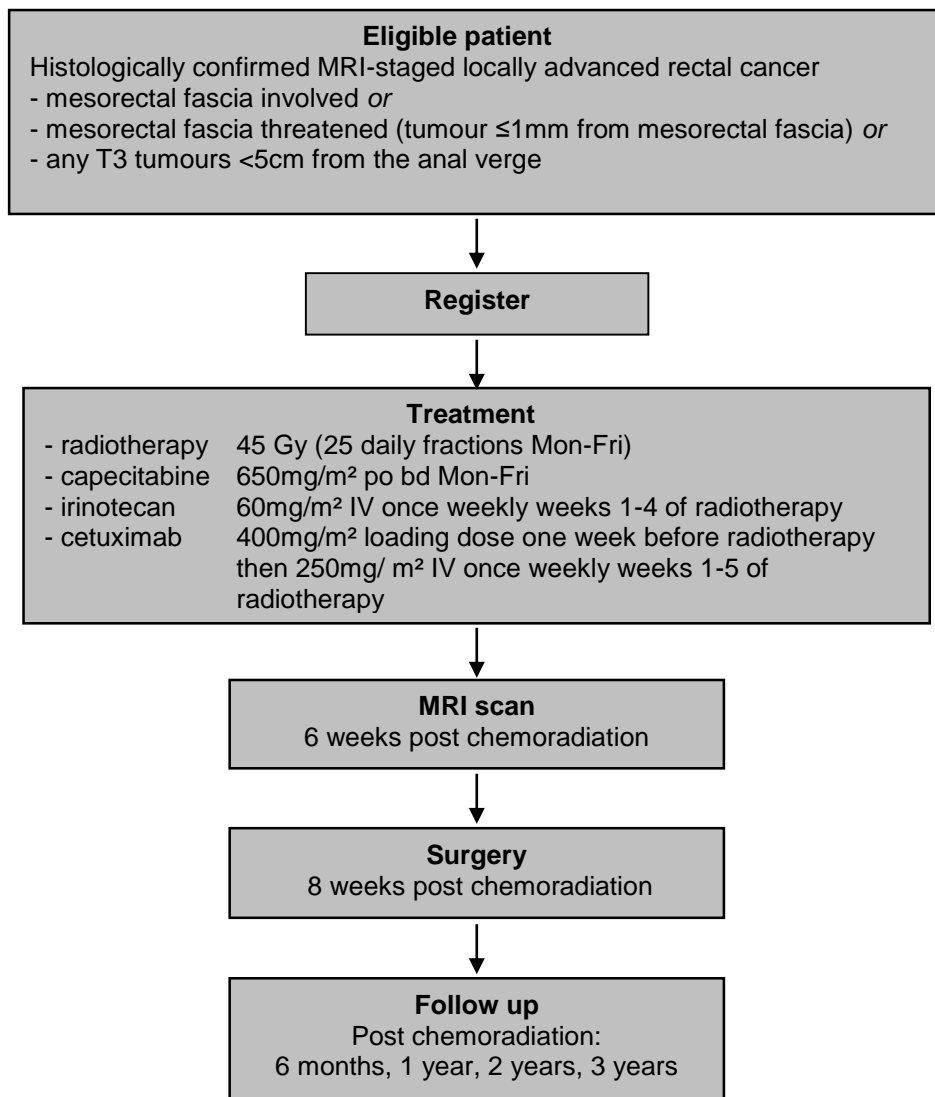 Eligible patient
Histologically confirmed MRI-staged locally advanced rectal cancer
- mesorectal fascia involved or
- mesorectal fascia threatened (tumour ≤1mm from mesorectal fascia) or
- any T3 tumours <5cm from the anal verge
Register
Treatment
- radiotherapy 45 Gy (25 daily fractions Mon-Fri)
- capecitabine 650mg/m² po bd Mon-Fri
- irinotecan 60mg/m² IV once weekly weeks 1-4 of radiotherapy
- cetuximab 400mg/m² loading dose one week before radiotherapy
then 250mg/ m² IV once weekly weeks 1-5 of
radiotherapy
MRI scan
6 weeks post chemoradiation
Surgery
8 weeks post chemoradiation
Follow up
Post chemoradiation:
6 months, 1 year, 2 years, 3 years